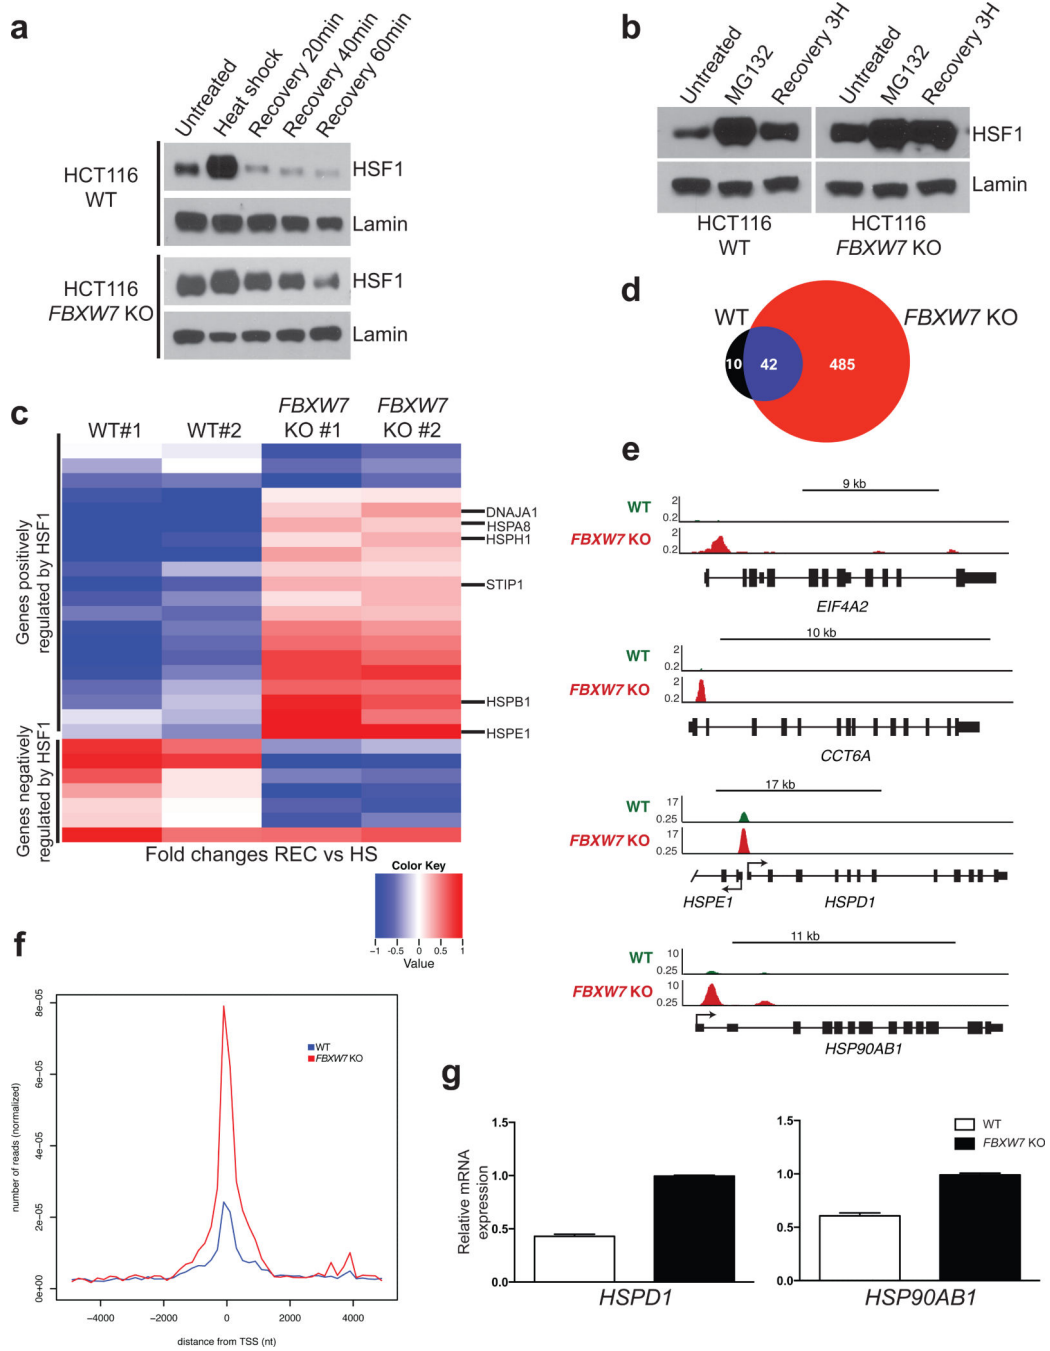 a
Untreated
Heat shock
Recovery 20min
Recovery 40min
Recovery 60min
HCT116
WT
HSF1
Lamin
HCT116
FBXW7 KO
HSF1
Lamin
b
Untreated
MG132
Recovery 3H
Untreated
MG132
Recovery 3H
HSF1
Lamin
HCT116
WT
HCT116
FBXW7 KO
c
WT#1
WT#2
FBXW7
KO #1
FBXW7
KO #2
Genes positively
regulated by HSF1
Genes negatively
regulated by HSF1
DNAJA1
HSPA8
HSPH1
STIP1
HSPB1
HSPE1
Fold changes REC vs HS
Color Key
-1 -0.5 0 0.5 1
Value
d
WT
FBXW7 KO
10
42
485
e
9 kb
WT
2
0.2
FBXW7 KO
2
0.2
EIF4A2
10 kb
WT
2
0.2
FBXW7 KO
2
0.2
CCT6A
17 kb
WT
17
0.25
FBXW7 KO
17
0.25
HSPE1
HSPD1
11 kb
WT
10
0.25
FBXW7 KO
10
0.25
HSP90AB1
f
number of reads (normalized)
8e-05
6e-05
4e-05
2e-05
0e+00
WT
FBXW7 KO
-4000 -2000 0 2000 4000
distance from TSS (nt)
g
Relative mRNA
expression
1.5
1.0
0.5
0.0
HSPD1
1.5
1.0
0.5
0.0
HSP90AB1
WT
FBXW7 KO